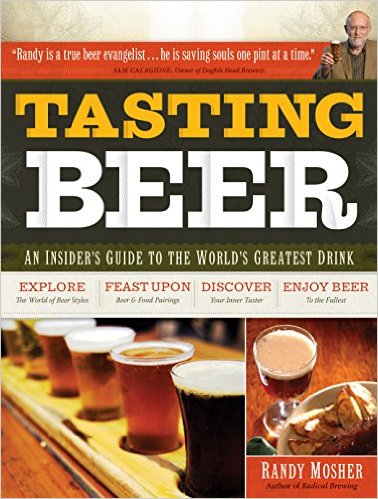 "Randy is a true beer evangelist . . . he is saving souls one pint at a time."
SAM CALAGIONE, Owner of Dogfish Head Brewery
TASTING
BEER
AN INSIDER'S GUIDE TO THE WORLD'S GREATEST DRINK
EXPLORE
The World of Beer Styles
FEAST UPON
Beer & Food Pairings
DISCOVER
Your Inner Taster
ENJOY BEER
To the Fullest
RANDY MOSHER
Author of Radical Brewing